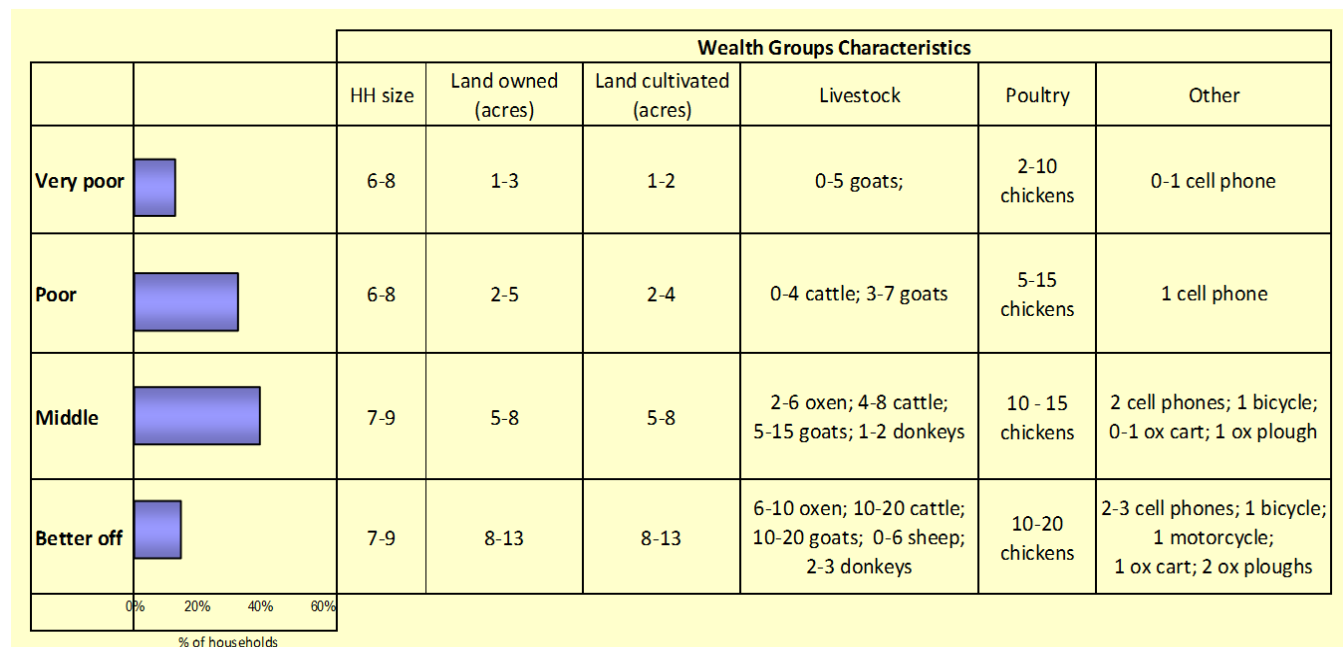 Wealth Groups Characteristics
HH size
Land owned
(acres)
Land cultivated
(acres)
Livestock
Poultry
Other
Very poor
6-8
1-3
1-2
0-5 goats;
2-10
chickens
0-1 cell phone
Poor
6-8
2-5
2-4
0-4 cattle; 3-7 goats
5-15
chickens
1 cell phone
Middle
7-9
5-8
5-8
2-6 oxen; 4-8 cattle;
5-15 goats; 1-2 donkeys
10 - 15
chickens
2 cell phones; 1 bicycle;
0-1 ox cart; 1 ox plough
Better off
7-9
8-13
8-13
6-10 oxen; 10-20 cattle;
10-20 goats; 0-6 sheep;
2-3 donkeys
10-20
chickens
2-3 cell phones; 1 bicycle;
1 motorcycle;
1 ox cart; 2 ox ploughs
0% 20% 40% 60%
% of households